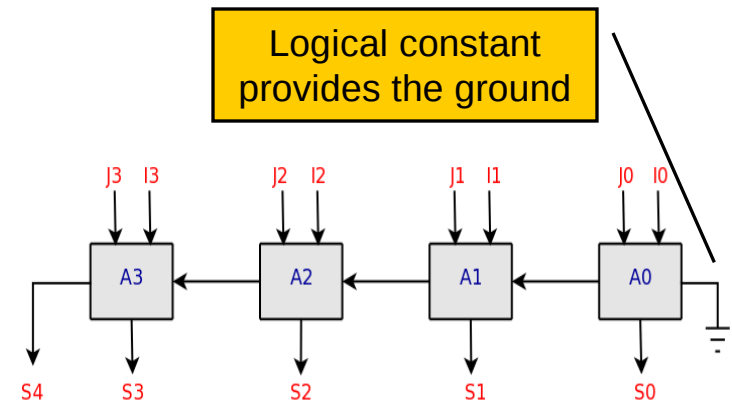 Logical constant
provides the ground
J3 I3 J2 I2 J1 I1 J0 I0
A3 A2 A1 A0
S4 S3 S2 S1 S0